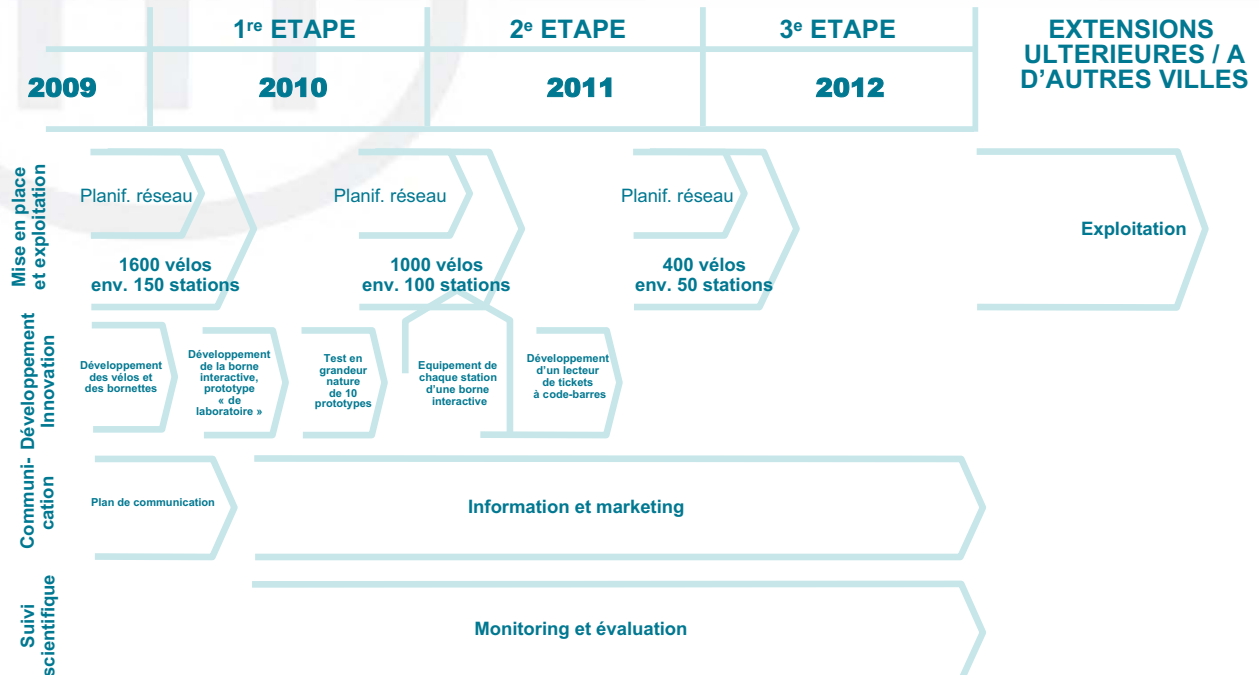 1re ETAPE
2e ETAPE
3e ETAPE
EXTENSIONS
ULTERIEURES / A
D'AUTRES VILLES
2009
2010
2011
2012
Mise en place
et exploitation
Planif. réseau
1600 vélos
env. 150 stations
Planif. réseau
1000 vélos
env. 100 stations
Planif. réseau
400 vélos
env. 50 stations
Exploitation
Développement
Innovation
Développement
des vélos et
des bornettes
Développement
de la borne
interactive,
prototype
« de
laboratoire »
Test en
grandeur
nature
de 10
prototypes
Equipement de
chaque station
d'une borne
interactive
Développement
d'un lecteur
de tickets
à code-barres
Communi-
cation
Plan de communication
Information et marketing
Suivi
scientifique
Monitoring et évaluation